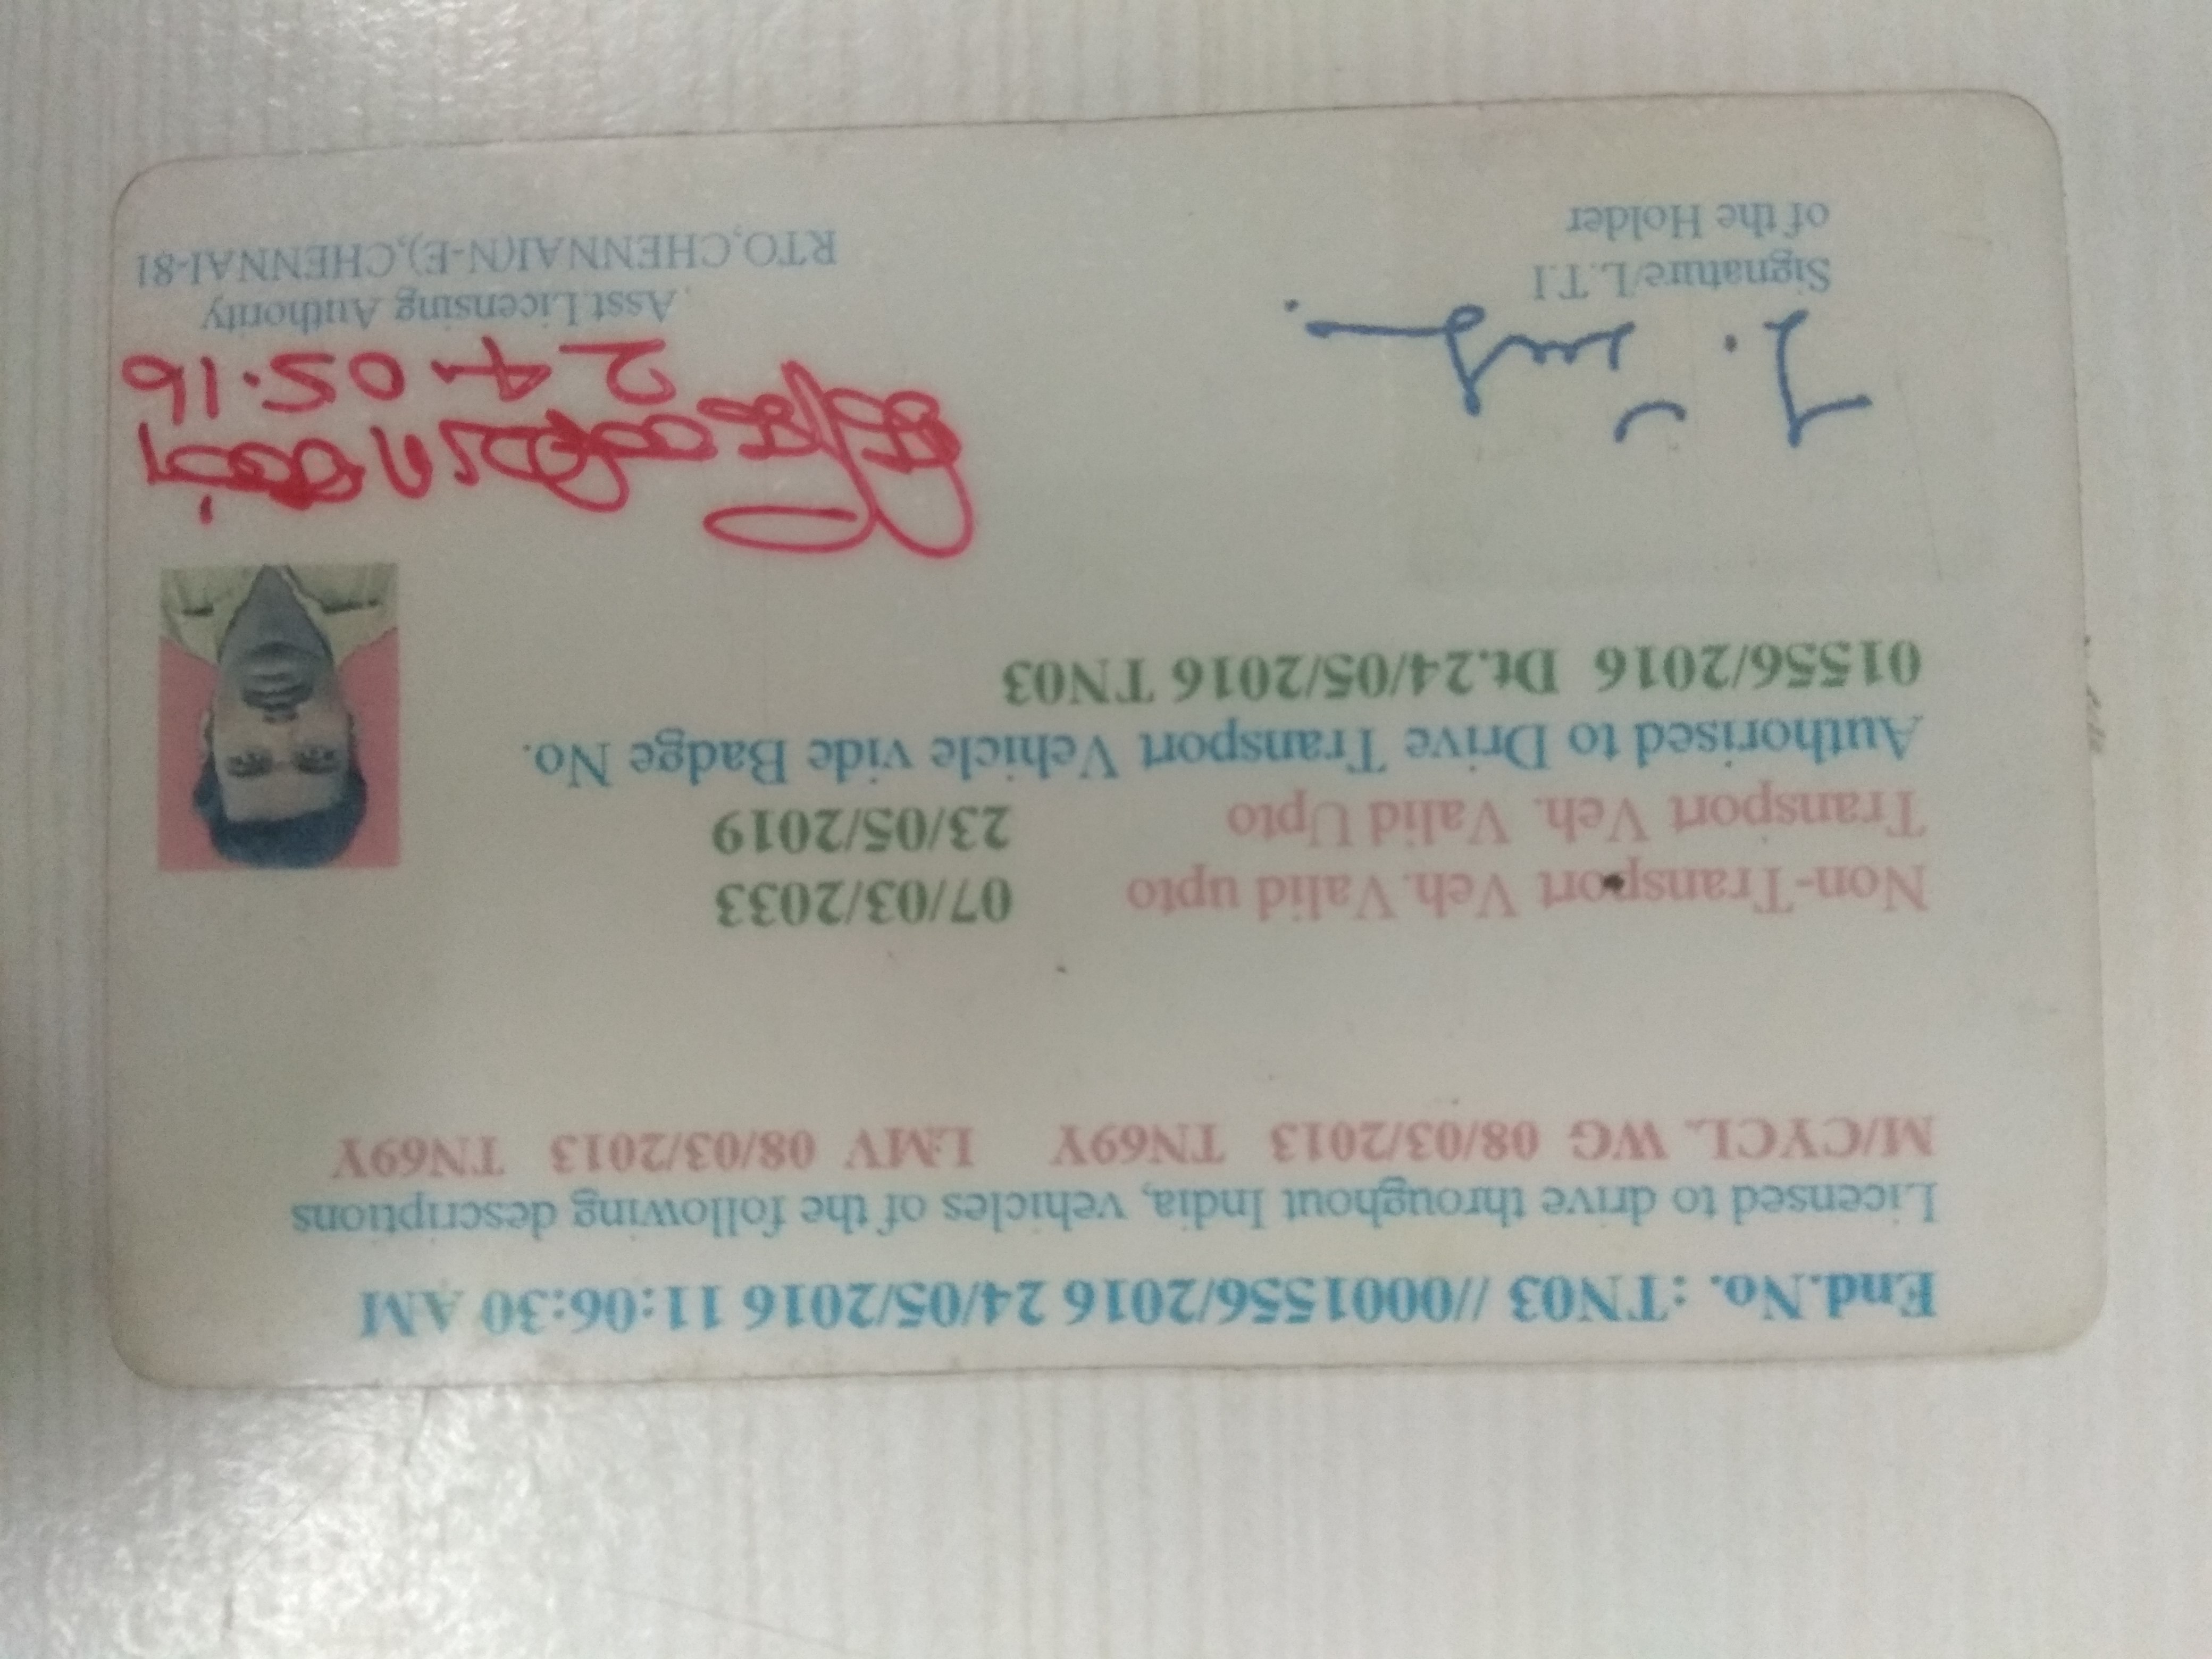 End.No. :TN03 //0001556/2016 24/05/2016 11:06:30 AM
Licensed to drive throughout India, vehicles of the following descriptions
M/CYCL. WG 08/03/2013 TN69Y LMV 08/03/2013 TN69Y
Non-Transport Veh. Valid upto 07/03/2033
Transport Veh. Valid Upto 23/05/2019
Authorised to Drive Transport Vehicle vide Badge No.
01556/2016 Dt.24/05/2016 TN03
24.05.16
Signature/L.T.I
of the Holder
Asst.Licensing Authority
RTO,CHENNAI(N-E),CHENNAI-81